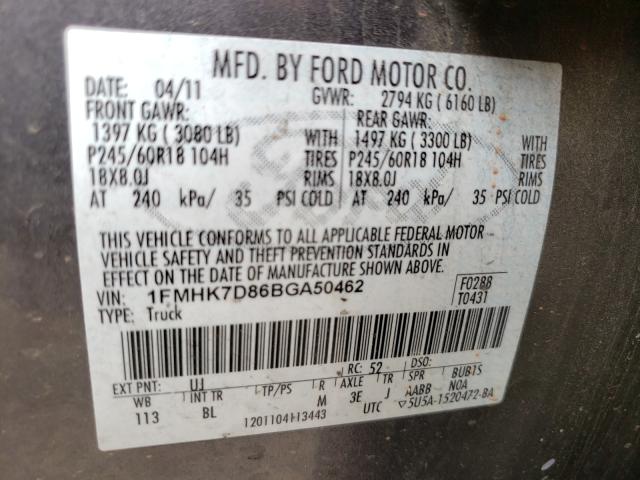 MFD. BY FORD MOTOR CO.
DATE: 04/11 GVWR: 2794 KG ( 6160 LB)
FRONT GAWR: REAR GAWR:
1397 KG ( 3080 LB) WITH 1497 KG ( 3300 LB) WITH
P245/60R18 104H TIRES P245/60R18 104H TIRES
18X8.0J RIMS 18X8.0J RIMS
AT 240 kPa/ 35 PSI COLD AT 240 kPa/ 35 PSI COLD
THIS VEHICLE CONFORMS TO ALL APPLICABLE FEDERAL MOTOR
VEHICLE SAFETY AND THEFT PREVENTION STANDARDS IN
EFFECT ON THE DATE OF MANUFACTURE SHOWN ABOVE.
VIN: 1FMHK7D86BGA50462 F0288
TYPE: Truck T0431
EXT PNT: UJ RC: 52 DSO:
WB INT TR TP/PS R AXLE TR SPR BUB1S
113 BL M 3E J AABB NOA
1201104113443 UTC ▽5U5A-1520472-BA